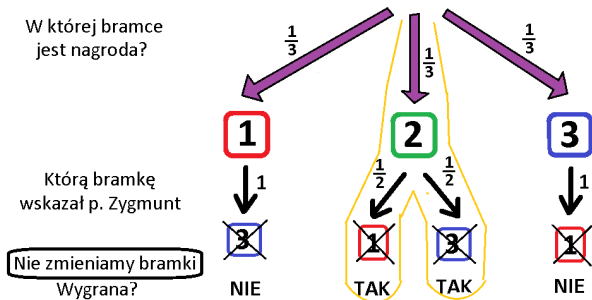 W której bramce
jest nagroda?
1/3 1/3 1/3
1 2 3
Którą bramkę
wskazał p. Zygmunt
1 1/2 1/2 1
3 1 3 1
Nie zmieniamy bramki
Wygrana?
NIE TAK TAK NIE